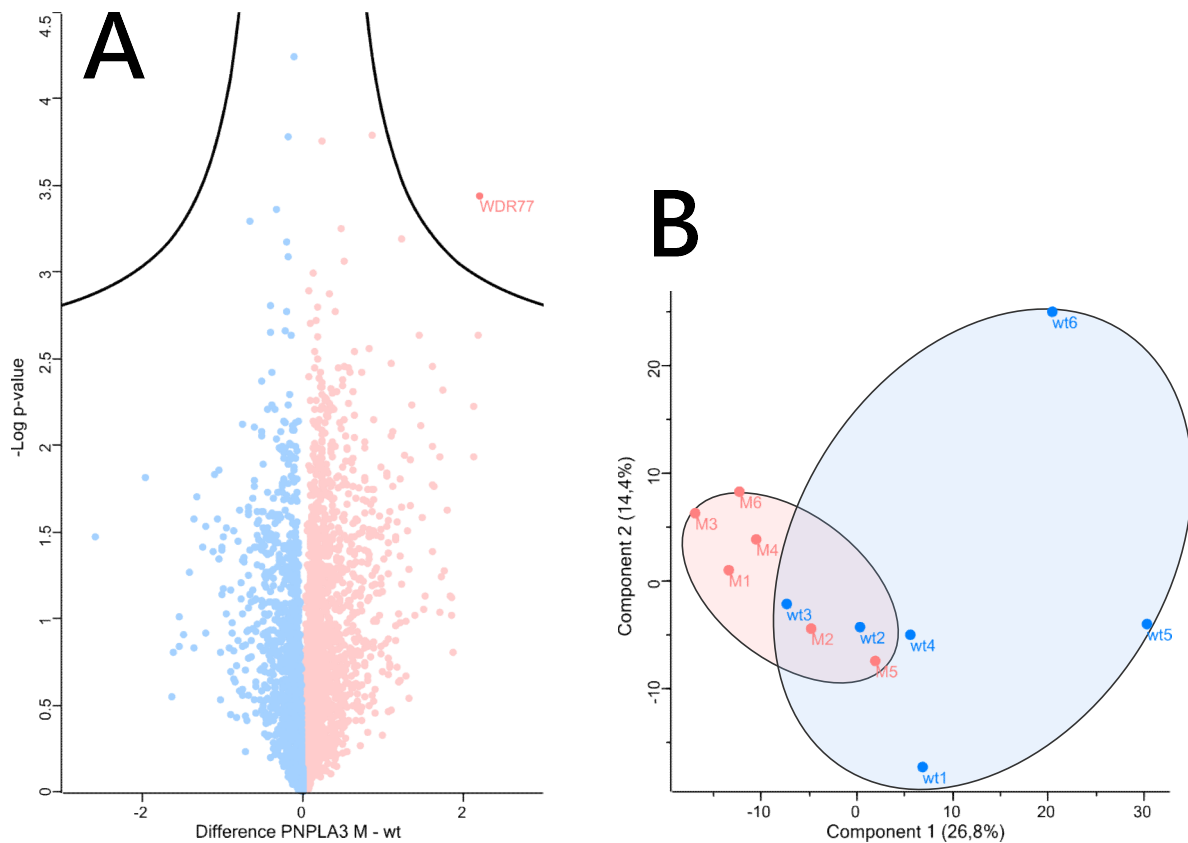 A
4.5
4
3.5
3
2.5
2
1.5
1
0.5
0
-Log p-value
WDR77
-2
0
2
Difference PNPLA3 M - wt
B
20
10
0
-10
Component 2 (14,4%)
wt6
M6
M3
M4
M1
wt3
M2
wt2
wt4
wt5
M5
wt1
-10
0
10
20
30
Component 1 (26,8%)